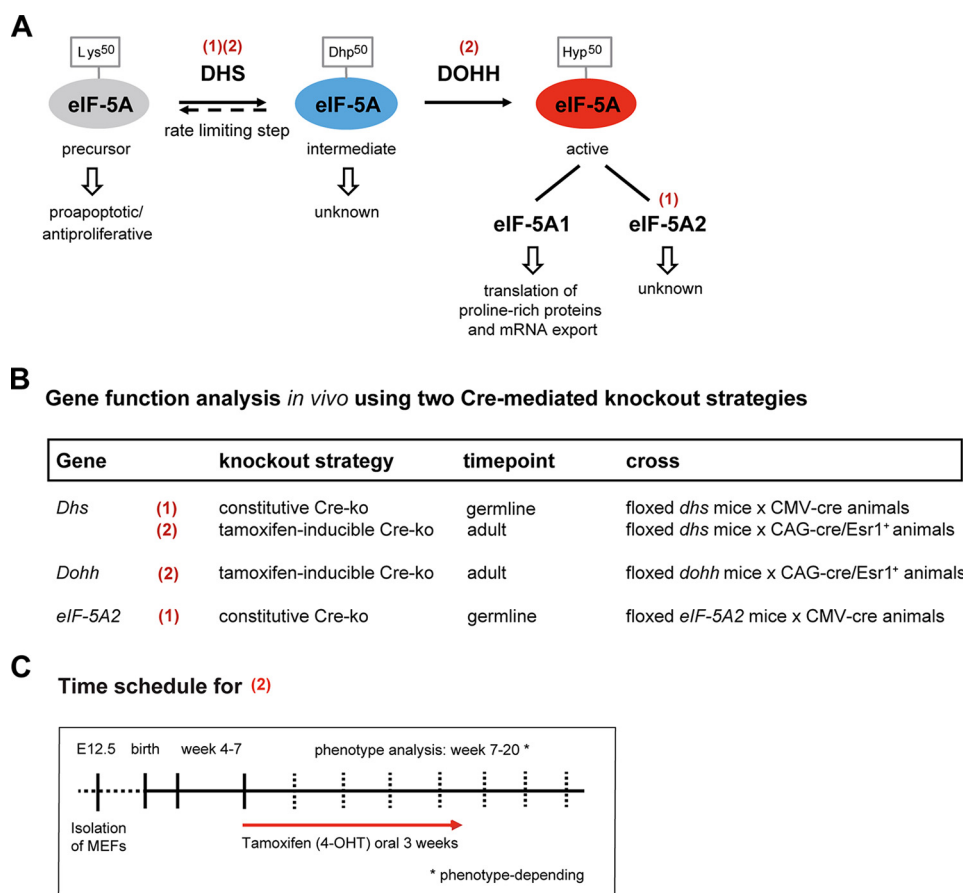 A
Lys50
(1)(2)
DHS
Dhp50
(2)
DOHH
Hyp50
eIF-5A
eIF-5A
eIF-5A
rate limiting step
precursor
intermediate
active
proapoptotic/
antiproliferative
unknown
(1)
eIF-5A1
eIF-5A2
translation of
proline-rich proteins
and mRNA export
unknown
B
Gene function analysis in vivo using two Cre-mediated knockout strategies
Gene knockout strategy timepoint cross
Dhs (1) constitutive Cre-ko germline floxed dhs mice x CMV-cre animals
(2) tamoxifen-inducible Cre-ko adult floxed dhs mice x CAG-cre/Esr1+ animals
Dohh (2) tamoxifen-inducible Cre-ko adult floxed dohh mice x CAG-cre/Esr1+ animals
eIF-5A2 (1) constitutive Cre-ko germline floxed eIF-5A2 mice x CMV-cre animals
C
Time schedule for (2)
E12.5 birth week 4-7 phenotype analysis: week 7-20 *
Isolation
of MEFs
Tamoxifen (4-OHT) oral 3 weeks
* phenotype-depending